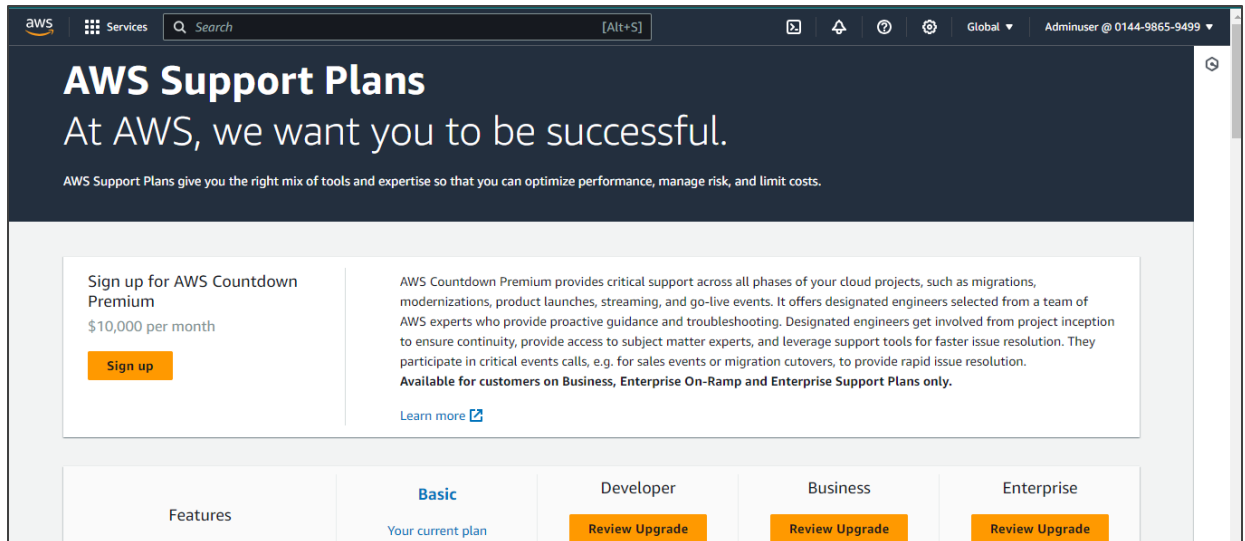 aws Services Search [Alt+S] Global ▼ Adminuser @ 0144-9865-9499 ▼
AWS Support Plans
At AWS, we want you to be successful.
AWS Support Plans give you the right mix of tools and expertise so that you can optimize performance, manage risk, and limit costs.
Sign up for AWS Countdown
Premium
$10,000 per month
Sign up
AWS Countdown Premium provides critical support across all phases of your cloud projects, such as migrations,
modernizations, product launches, streaming, and go-live events. It offers designated engineers selected from a team of
AWS experts who provide proactive guidance and troubleshooting. Designated engineers get involved from project inception
to ensure continuity, provide access to subject matter experts, and leverage support tools for faster issue resolution. They
participate in critical events calls, e.g. for sales events or migration cutovers, to provide rapid issue resolution.
Available for customers on Business, Enterprise On-Ramp and Enterprise Support Plans only.
Learn more
Features
Basic
Your current plan
Developer
Review Upgrade
Business
Review Upgrade
Enterprise
Review Upgrade